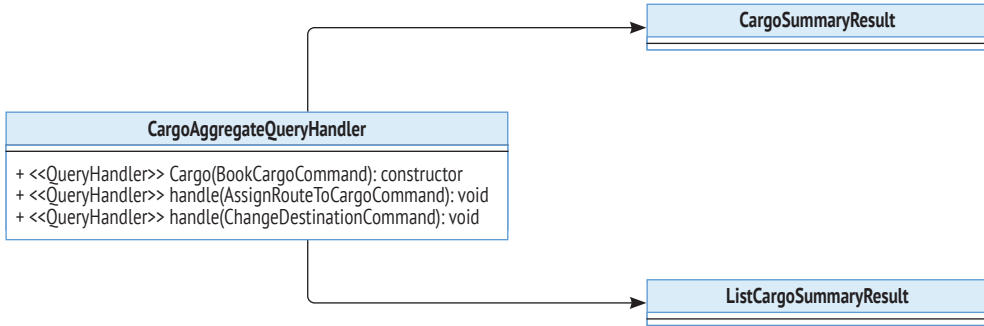 CargoSummaryResult
CargoAggregateQueryHandler
+ <<QueryHandler>> Cargo(BookCargoCommand): constructor
+ <<QueryHandler>> handle(AssignRouteToCargoCommand): void
+ <<QueryHandler>> handle(ChangeDestinationCommand): void
ListCargoSummaryResult